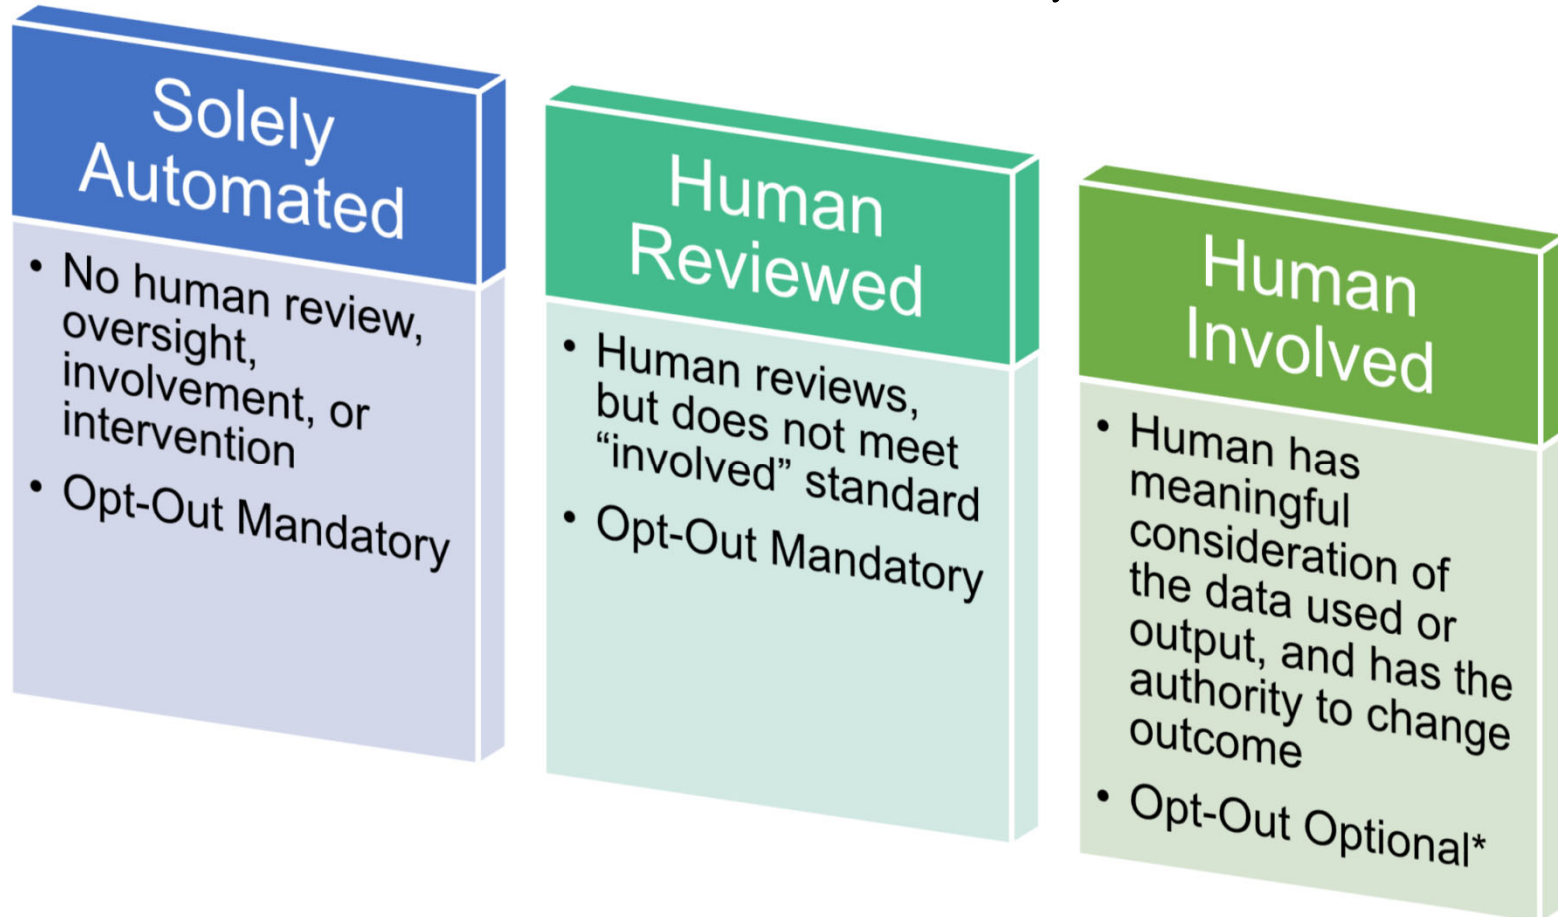 Solely
Automated
• No human review,
oversight,
involvement, or
intervention
• Opt-Out Mandatory
Human
Reviewed
• Human reviews,
but does not meet
“involved” standard
• Opt-Out Mandatory
Human
Involved
• Human has
meaningful
consideration of
the data used or
output, and has the
authority to change
outcome
• Opt-Out Optional*